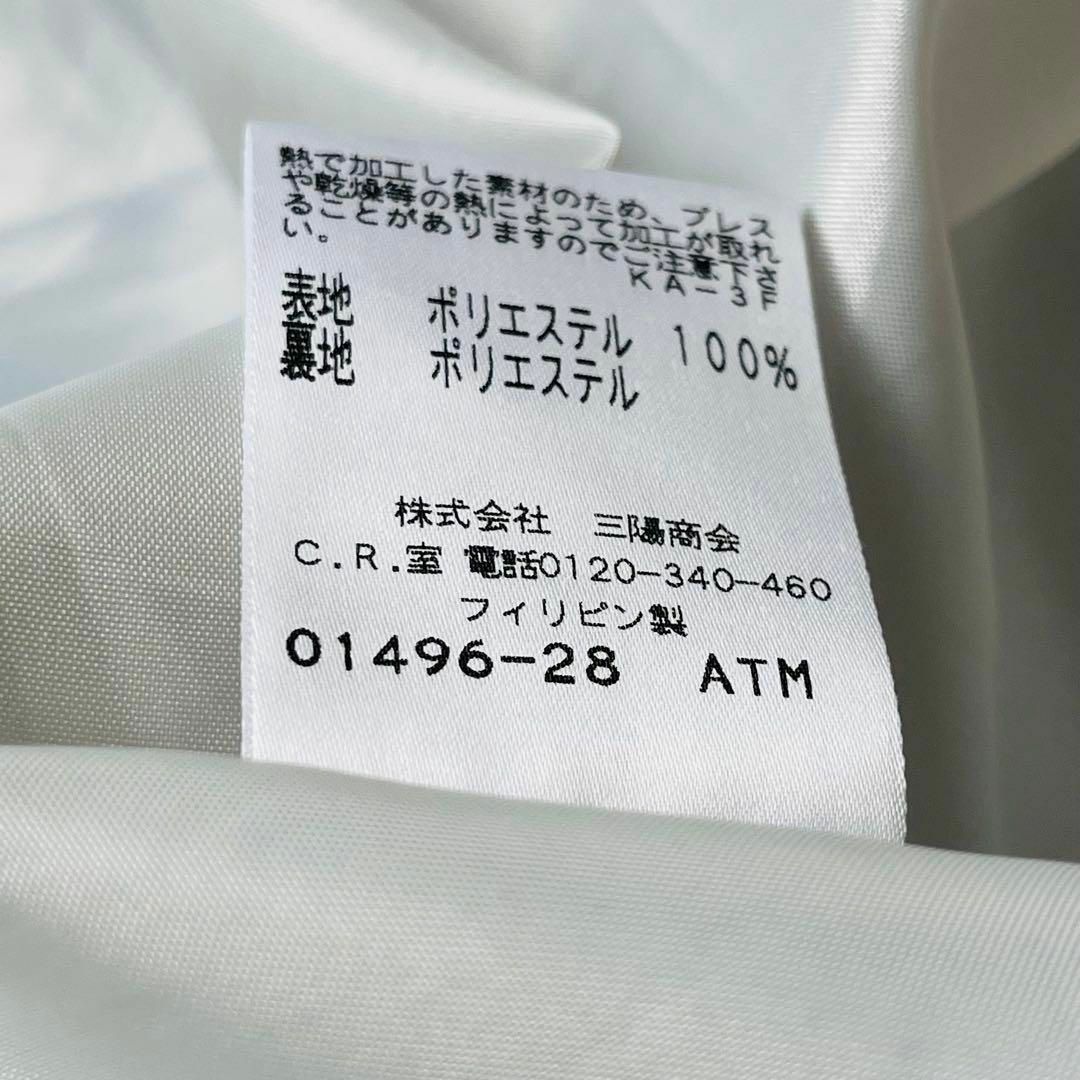 熱で加工した素材のため、プレス
や乾燥等の熱によって加工が取れ
ることがありますのでご注意下さ
い。
KA-3F
表地 ポリエステル 100%
裏地 ポリエステル
株式会社 三陽商会
C.R.室 電話0120-340-460
フィリピン製
01496-28 ATM